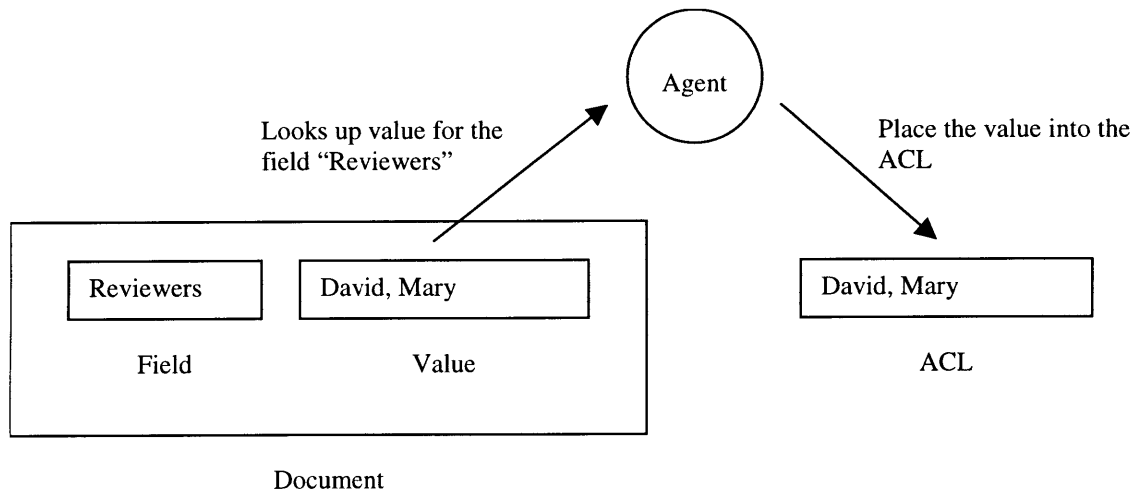 Agent
Looks up value for the
field “Reviewers”
Place the value into the
ACL
Reviewers
David, Mary
David, Mary
Field
Value
ACL
Document